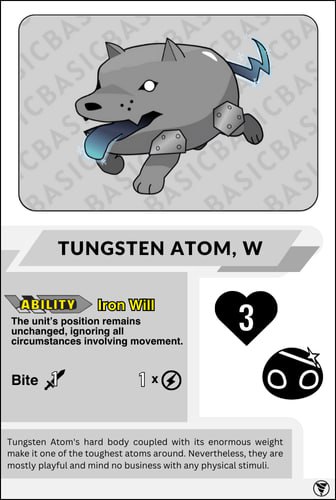 BASICBASICBASICBASIC
TUNGSTEN ATOM, W
ABILITY Iron Will
The unit's position remains
unchanged, ignoring all
circumstances involving movement.
3
Bite 1 1 x
Tungsten Atom's hard body coupled with its enormous weight
make it one of the toughest atoms around. Nevertheless, they are
mostly playful and mind no business with any physical stimuli.